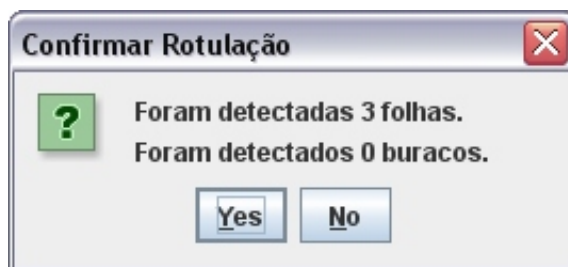 Confirmar Rotulação
?
Foram detectadas 3 folhas.
Foram detectados 0 buracos.
Yes
No